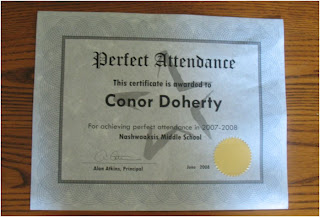 Perfect Attendance
This certificate is awarded to
Conor Doherty
For achieving perfect attendance in 2007-2008
Nashwaaksis Middle School
Alan Atkins, Principal
June 2008